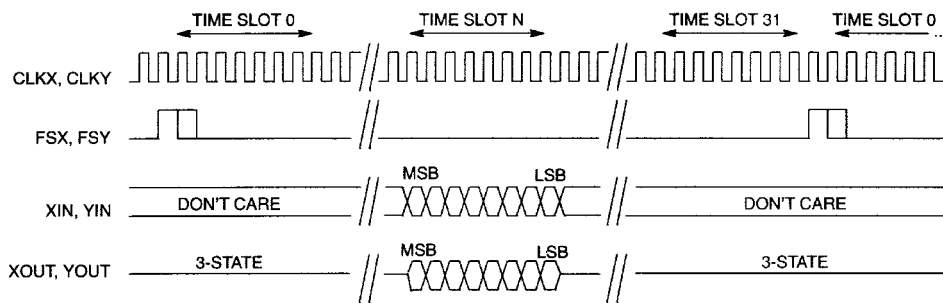 TIME SLOT 0 TIME SLOT N TIME SLOT 31 TIME SLOT 0
CLKX, CLKY
FSX, FSY
MSB LSB
XIN, YIN DON'T CARE DON'T CARE
MSB LSB
XOUT, YOUT 3-STATE 3-STATE